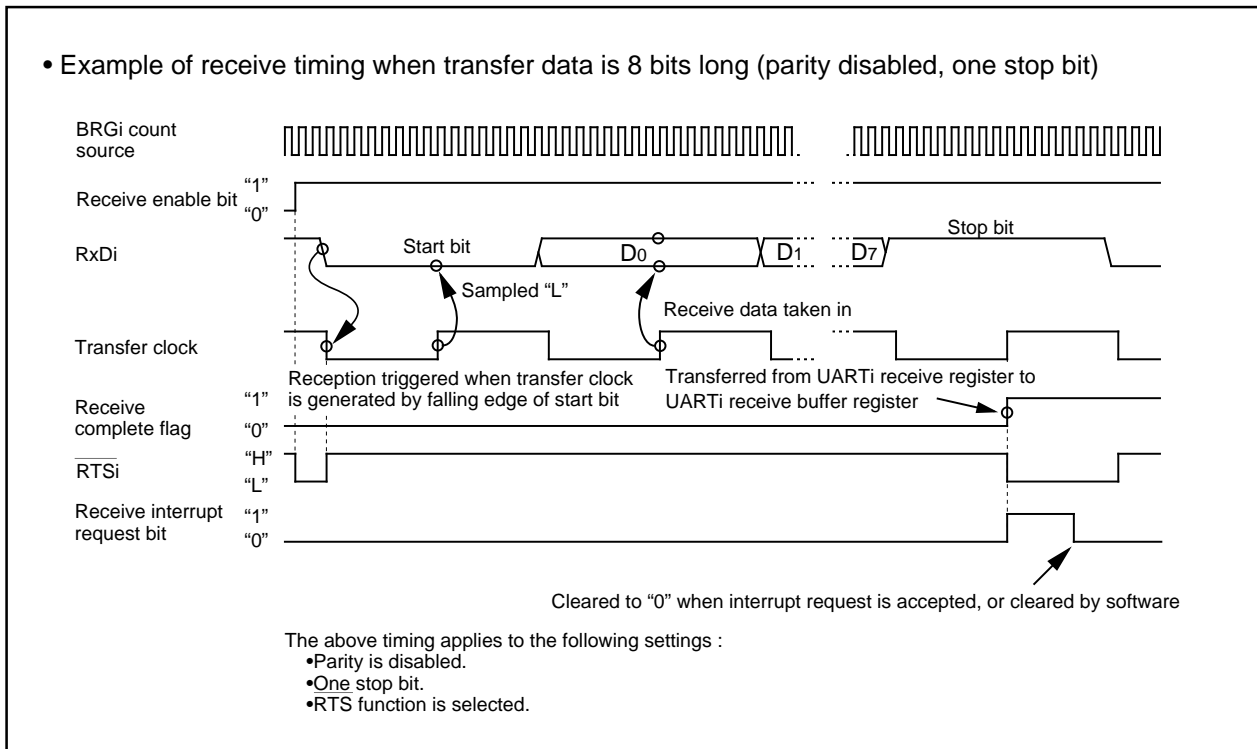 • Example of receive timing when transfer data is 8 bits long (parity disabled, one stop bit)
BRGi count
source
Receive enable bit
“1”
“0”
RxDi
Start bit
D0
D1
D7
Stop bit
Sampled “L”
Receive data taken in
Transfer clock
Reception triggered when transfer clock
is generated by falling edge of start bit
Transferred from UARTi receive register to
UARTi receive buffer register
Receive
complete flag
“1”
“0”
RTSi
“H”
“L”
Receive interrupt
request bit
“1”
“0”
Cleared to “0” when interrupt request is accepted, or cleared by software
The above timing applies to the following settings :
•Parity is disabled.
•One stop bit.
•RTS function is selected.